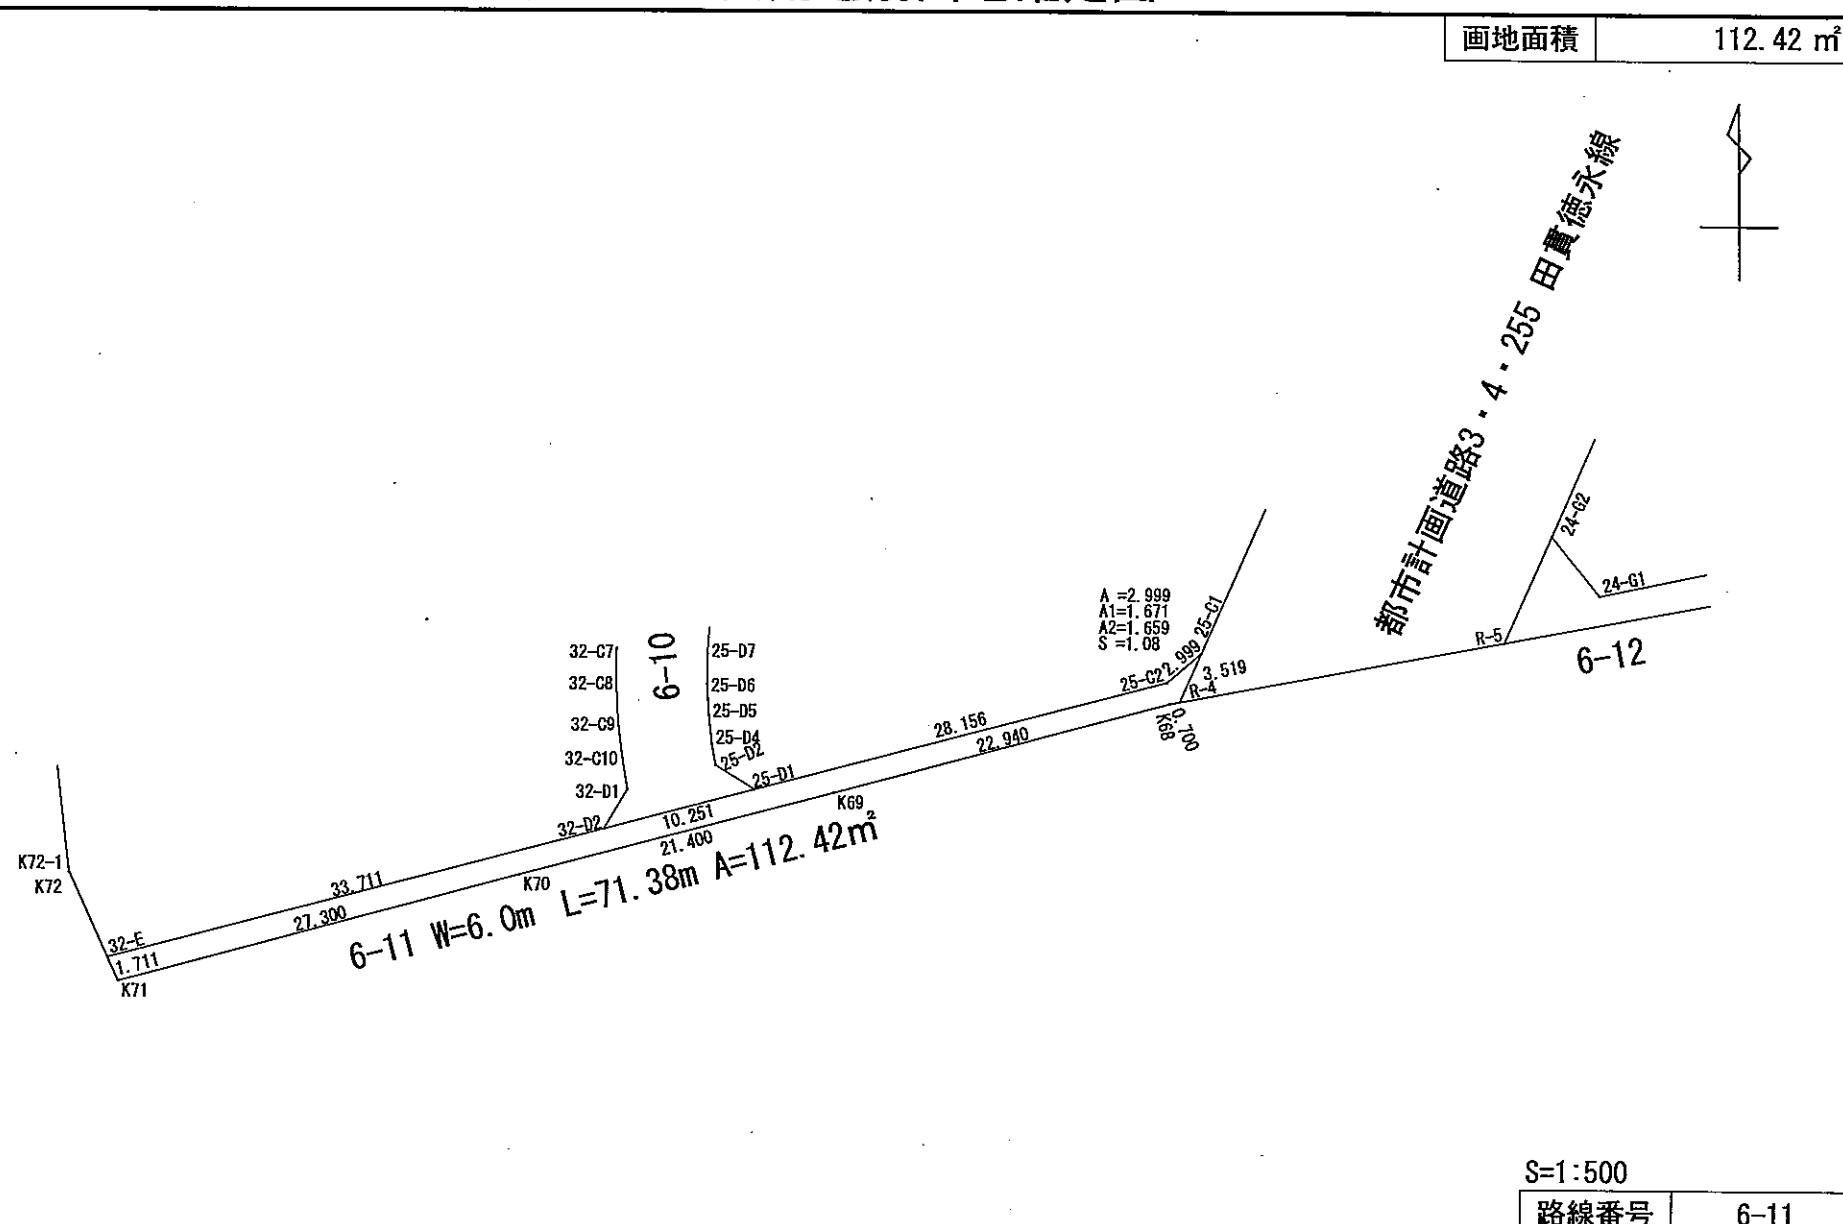 画地面積 112.42 ㎡
都市計画道路3・4・255 田貫徳永線
24-G2
24-G1
R-5
6-12
A =2.999
A1=1.671
A2=1.659
S =1.08
25-C1
2.999
25-C2
3.519
R-4
K68
0.700
6-10
32-C7
32-C8
32-C9
32-C10
32-D1
32-D2
25-D7
25-D6
25-D5
25-D4
25-D2
25-D1
28.156
22.940
K69
10.251
21.400
K70
33.711
27.300
6-11 W=6.0m L=71.38m A=112.42㎡
K72-1
K72
32-E
1.711
K71
S=1:500
路線番号 6-11